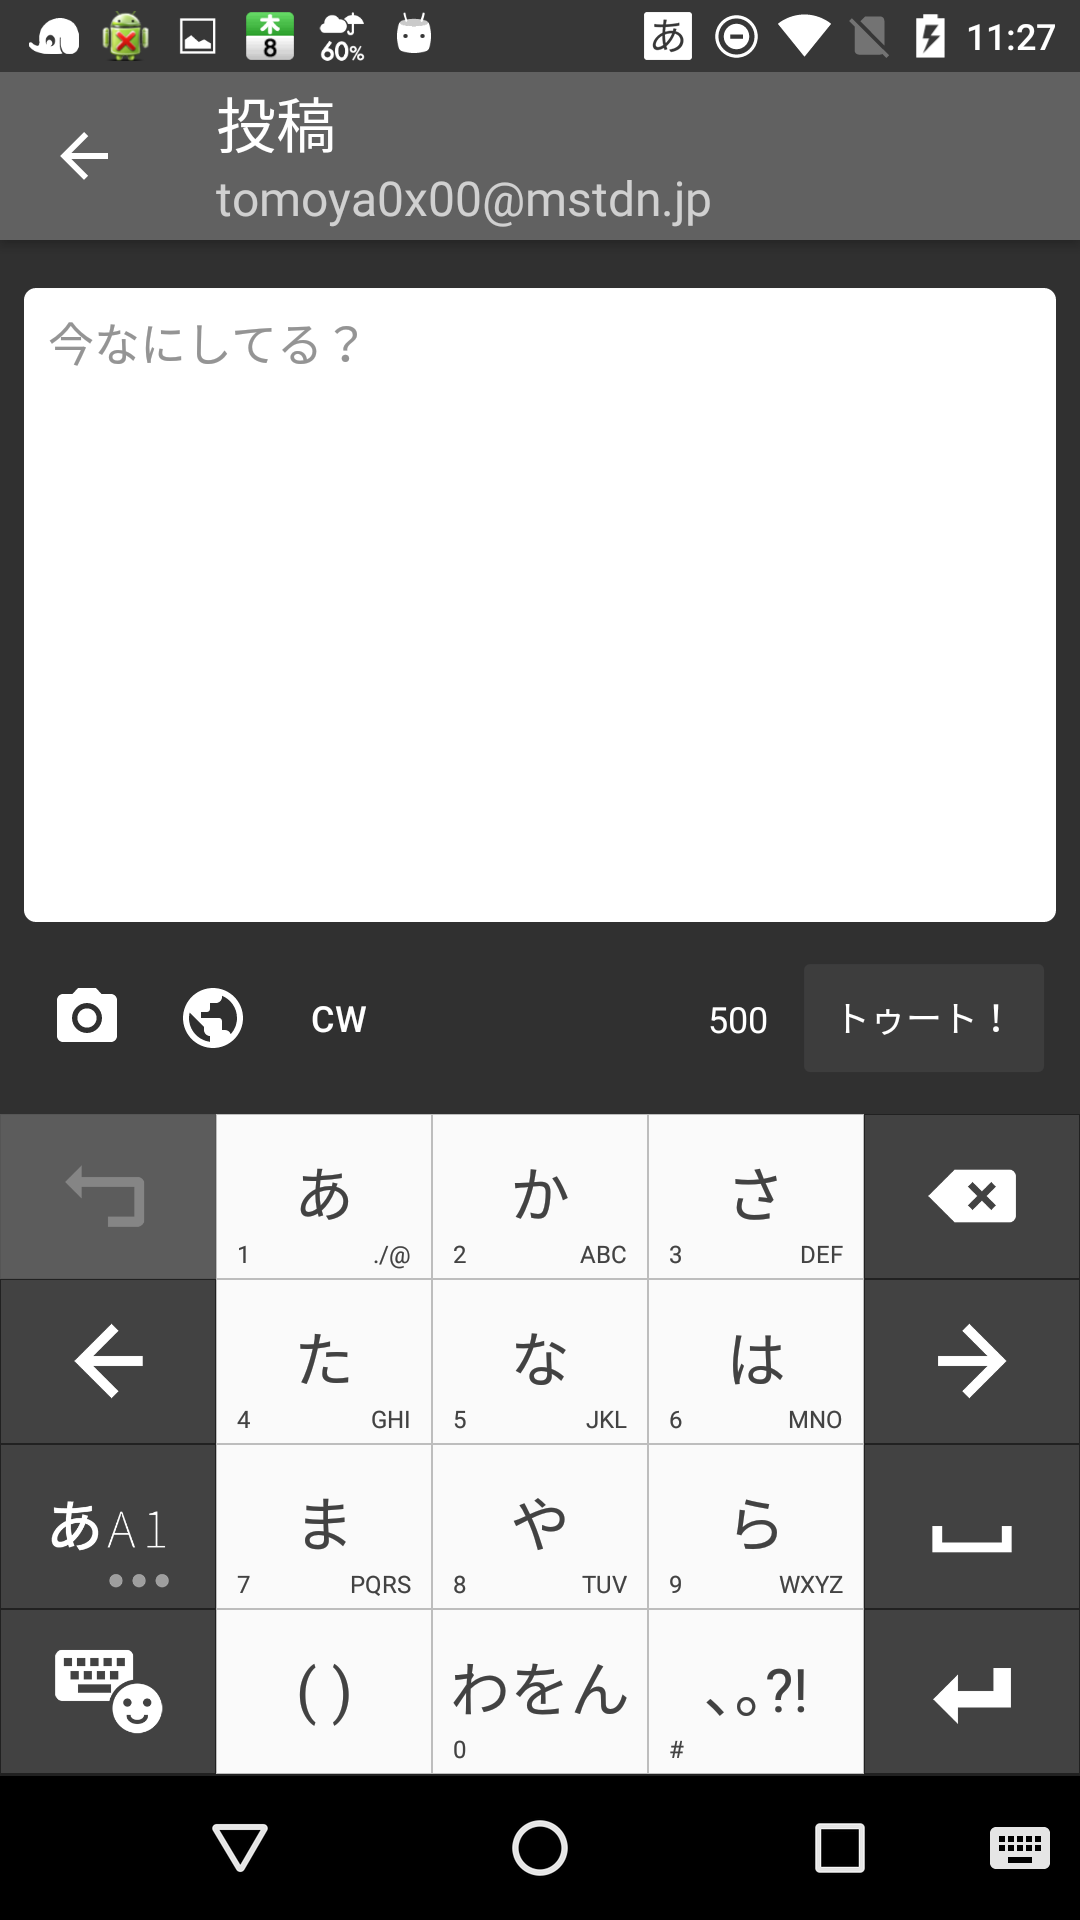 木
8
60%
あ
11:27
投稿
tomoya0x00@mstdn.jp
今なにしてる？
CW
500
トゥート！
あ
1 ./@
か
2 ABC
さ
3 DEF
た
4 GHI
な
5 JKL
は
6 MNO
あA1
ま
7 PQRS
や
8 TUV
ら
9 WXYZ
( )
わをん
0
､｡?!
#